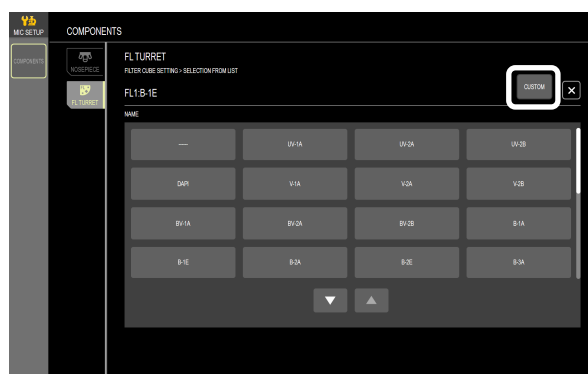 MIC SETUP
COMPONENTS
COMPONENTS
NOSEPIECE
FL TURRET
FL TURRET
FILTER CUBE SETTING > SELECTION FROM LIST
FL1:B-1E
CUSTOM
NAME
— UV-1A UV-2A UV-2B
DAPI V-1A V-2A V-2B
BV-1A BV-2A BV-2B B-1A
B-1E B-2A B-2E B-3A